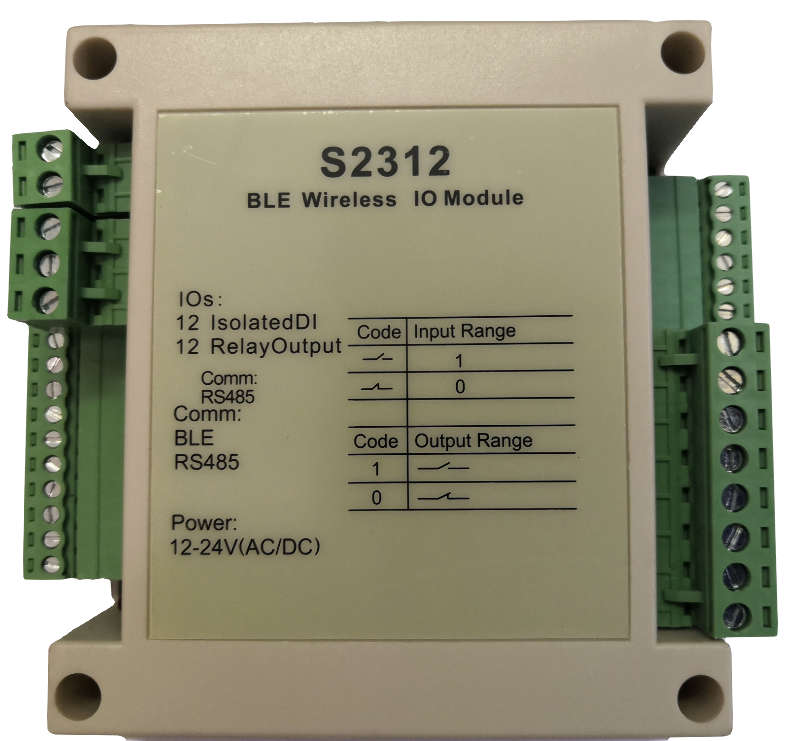 S2312
BLE Wireless IO Module
IOs:
12 IsolatedDI
12 RelayOutput
Comm:
RS485
Comm:
BLE
RS485
Power:
12-24V(AC/DC)
Code Input Range
1
0
Code Output Range
1
0